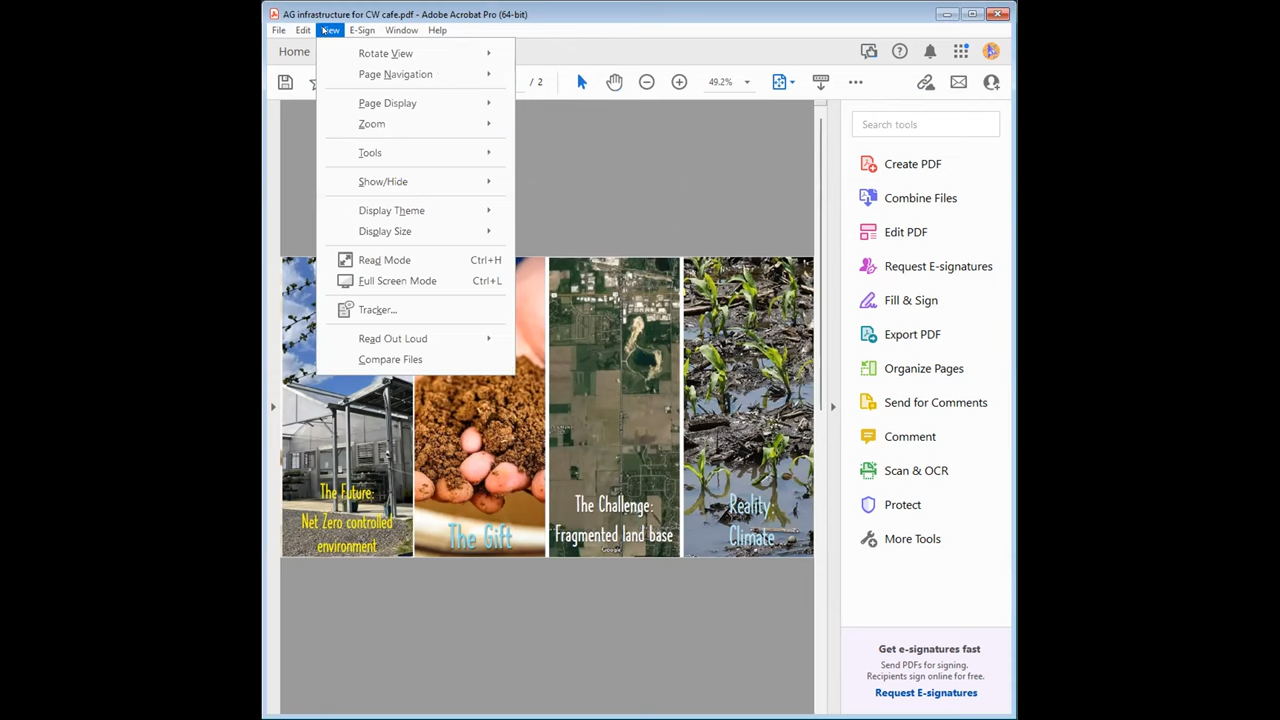 AG infrastructure for CW cafe.pdf - Adobe Acrobat Pro (64-bit)
File Edit View E-Sign Window Help
Home
/ 2
49.2%
Rotate View
Page Navigation
Page Display
Zoom
Tools
Show/Hide
Display Theme
Display Size
Read Mode Ctrl+H
Full Screen Mode Ctrl+L
Tracker...
Read Out Loud
Compare Files
The Future:
Net Zero controlled
environment
The Gift
The Challenge:
Fragmented land base
Google
Reality:
Climate
Search tools
Create PDF
Combine Files
Edit PDF
Request E-signatures
Fill & Sign
Export PDF
Organize Pages
Send for Comments
Comment
Scan & OCR
Protect
More Tools
Get e-signatures fast
Send PDFs for signing.
Recipients sign online for free.
Request E-signatures